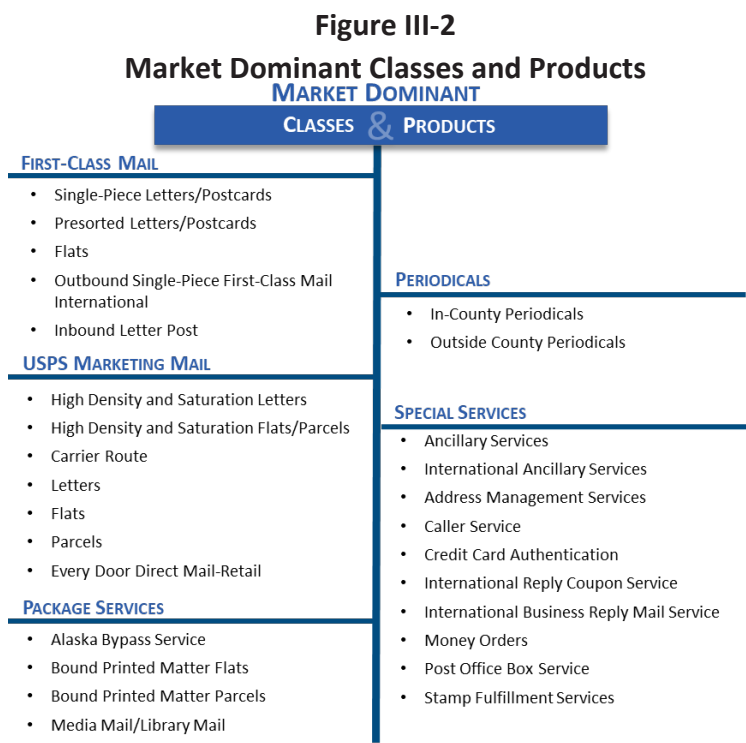 Figure III-2
Market Dominant Classes and Products
MARKET DOMINANT
CLASSES & PRODUCTS
FIRST-CLASS MAIL
• Single-Piece Letters/Postcards
• Presorted Letters/Postcards
• Flats
• Outbound Single-Piece First-Class Mail
International
• Inbound Letter Post
USPS MARKETING MAIL
• High Density and Saturation Letters
• High Density and Saturation Flats/Parcels
• Carrier Route
• Letters
• Flats
• Parcels
• Every Door Direct Mail-Retail
PACKAGE SERVICES
• Alaska Bypass Service
• Bound Printed Matter Flats
• Bound Printed Matter Parcels
• Media Mail/Library Mail
PERIODICALS
• In-County Periodicals
• Outside County Periodicals
SPECIAL SERVICES
• Ancillary Services
• International Ancillary Services
• Address Management Services
• Caller Service
• Credit Card Authentication
• International Reply Coupon Service
• International Business Reply Mail Service
• Money Orders
• Post Office Box Service
• Stamp Fulfillment Services